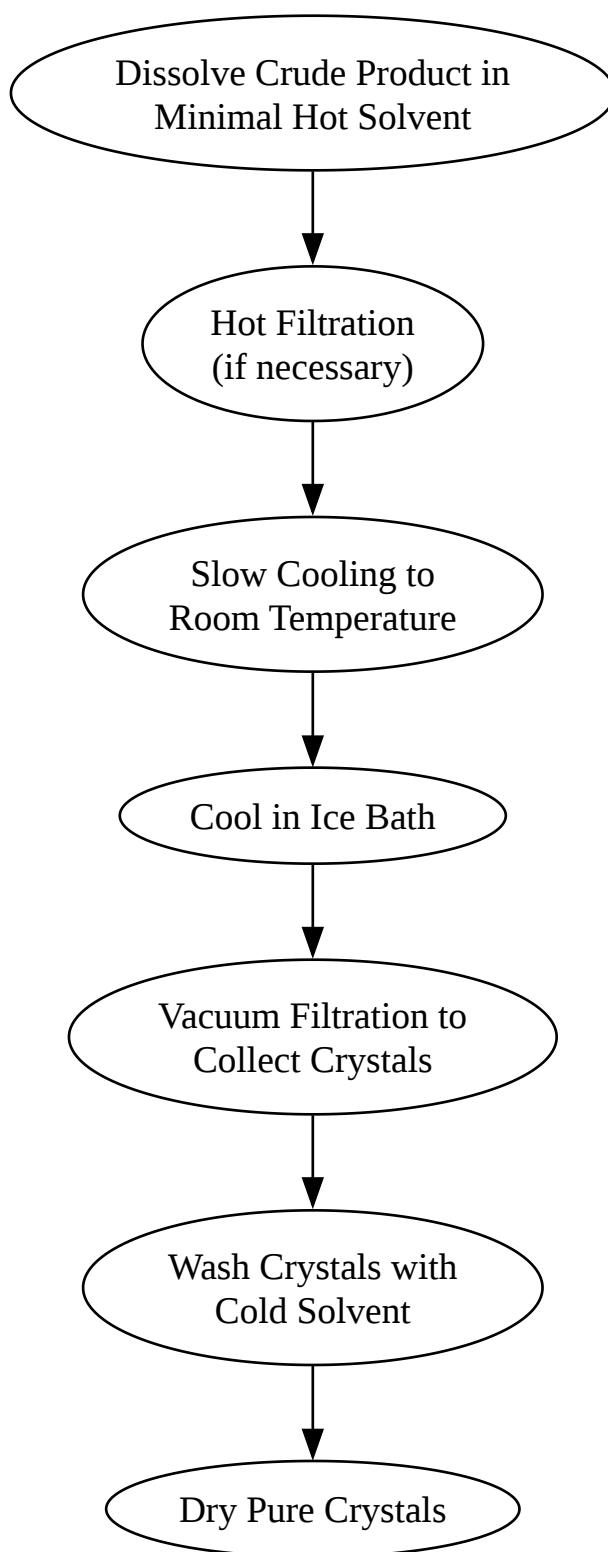 Dissolve Crude Product in
Minimal Hot Solvent
Hot Filtration
(if necessary)
Slow Cooling to
Room Temperature
Cool in Ice Bath
Vacuum Filtration to
Collect Crystals
Wash Crystals with
Cold Solvent
Dry Pure Crystals